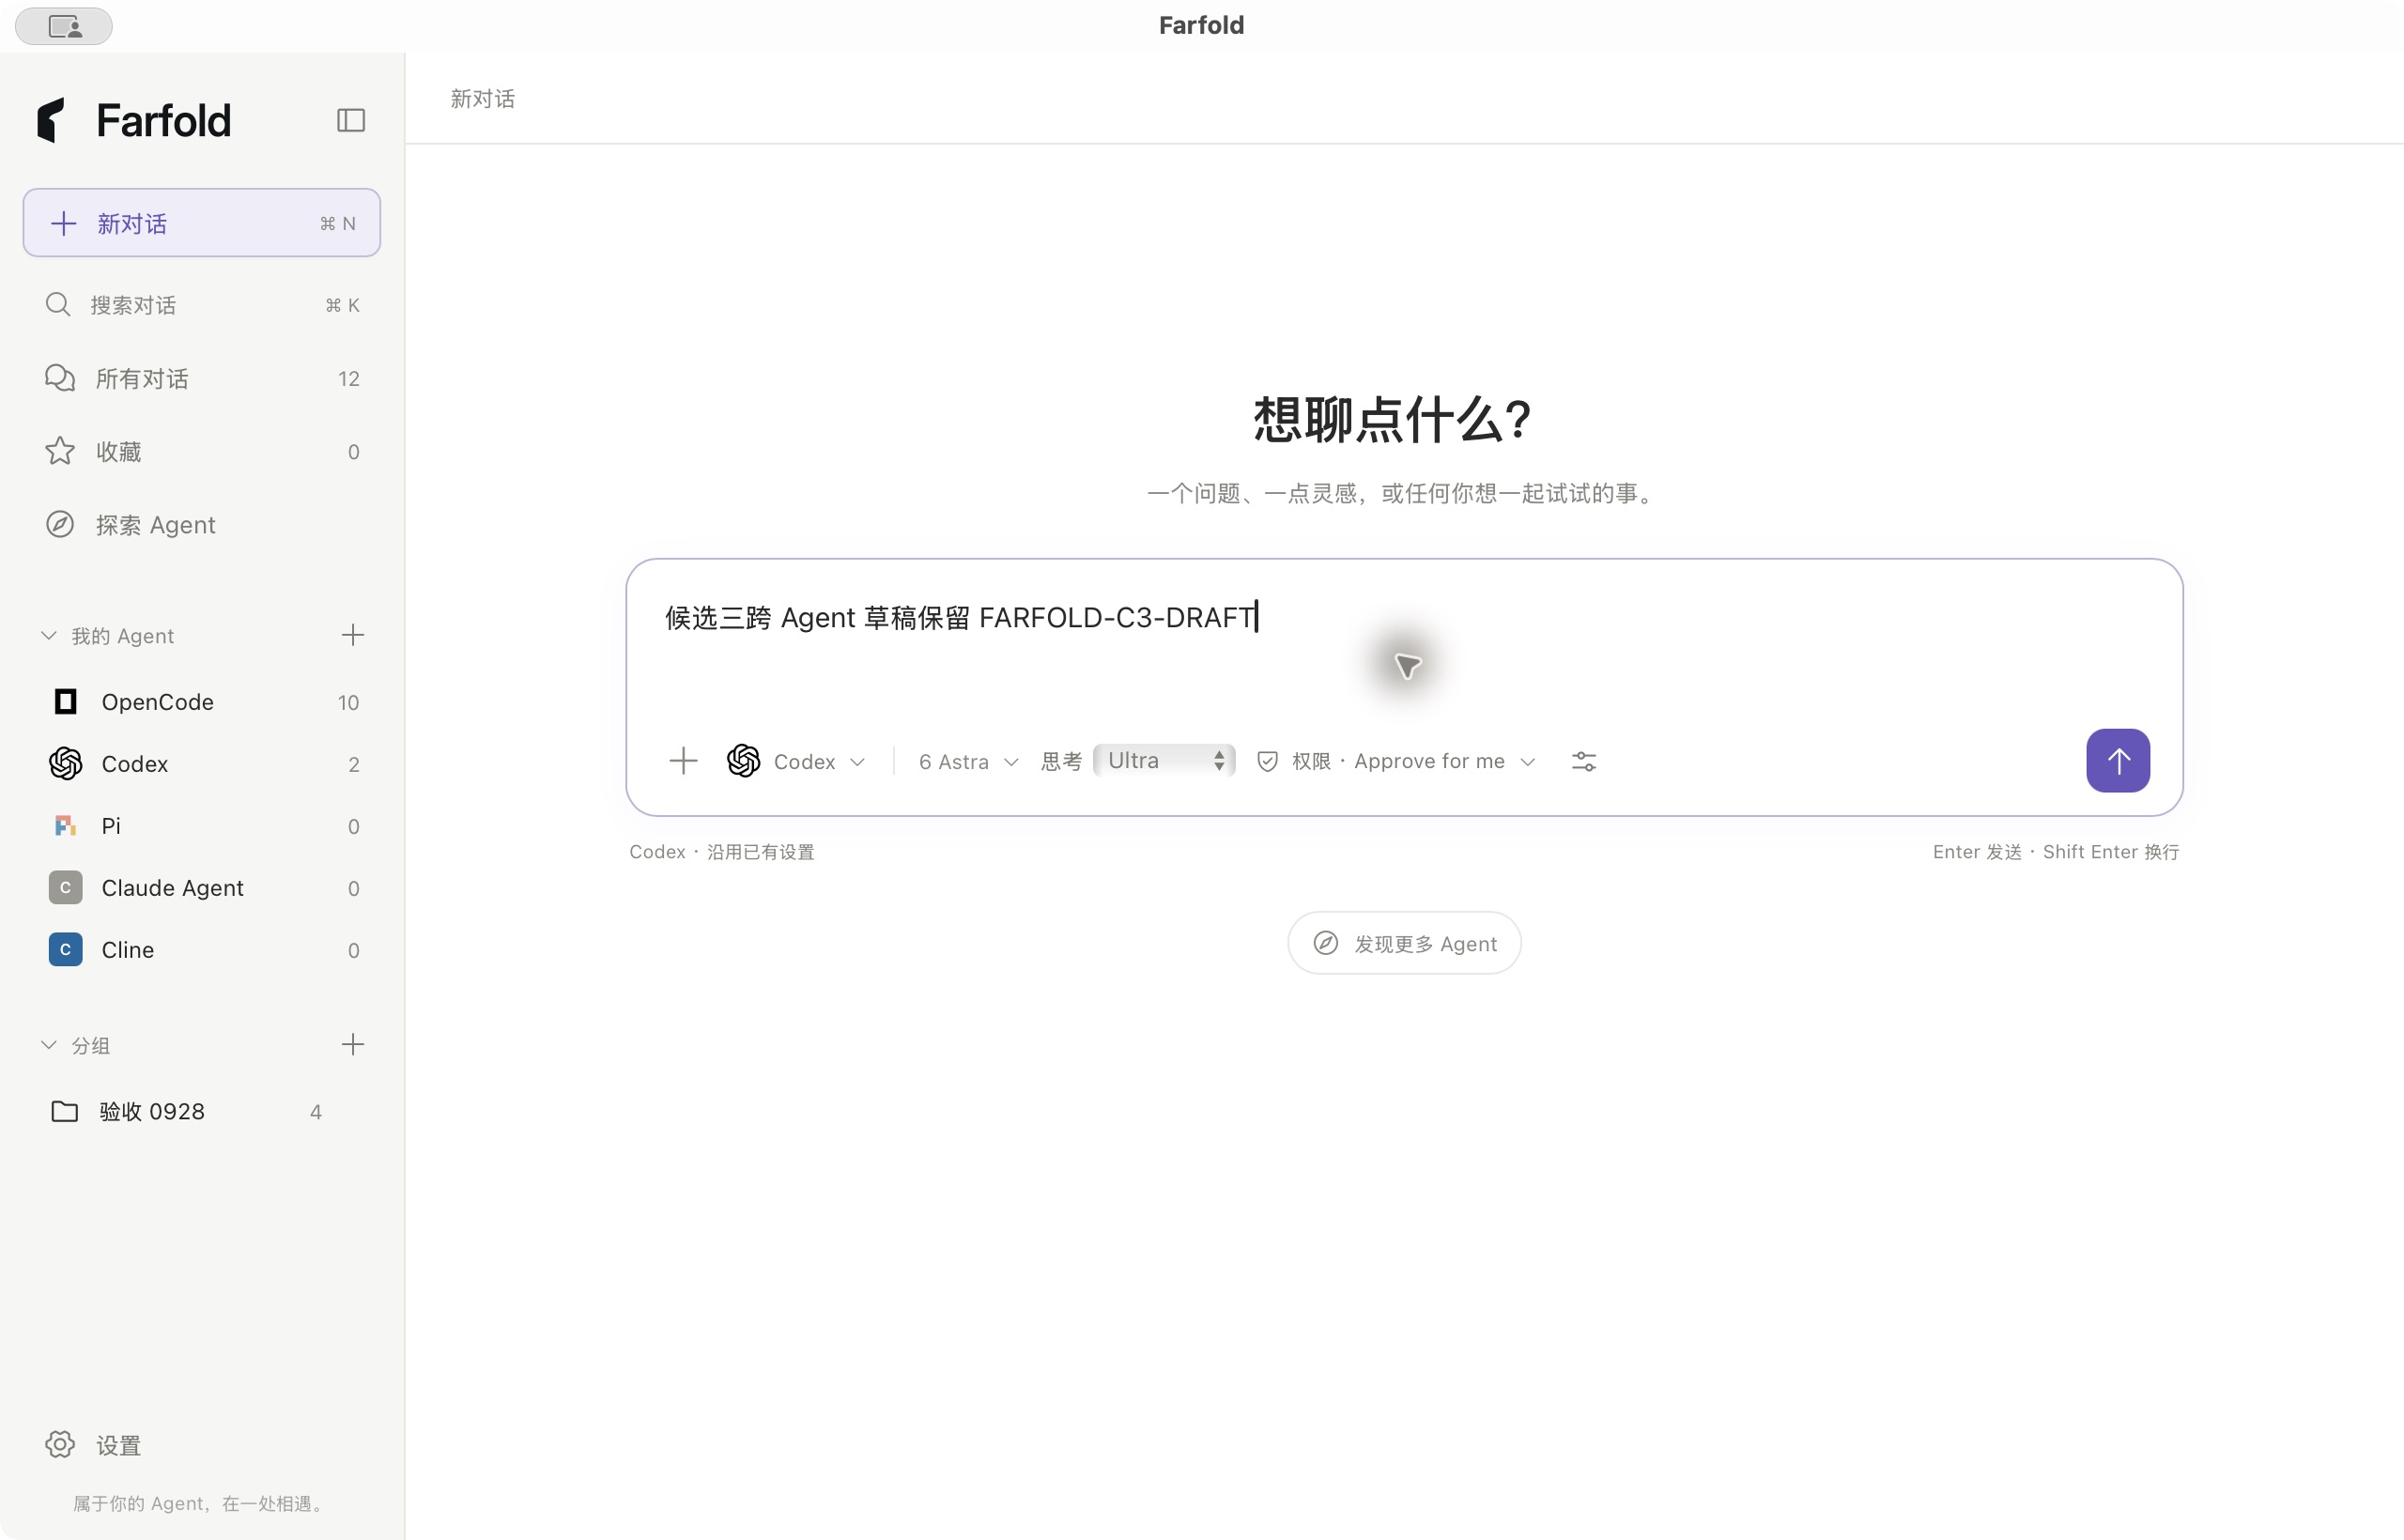 Farfold
Farfold
新对话 ⌘ N
搜索对话 ⌘ K
所有对话 12
收藏 0
探索 Agent
我的 Agent
OpenCode 10
Codex 2
Pi 0
C Claude Agent 0
C Cline 0
分组
验收 0928 4
设置
属于你的 Agent，在一处相遇。
新对话
想聊点什么？
一个问题、一点灵感，或任何你想一起试试的事。
候选三跨 Agent 草稿保留 FARFOLD-C3-DRAFT
Codex 6 Astra 思考 Ultra 权限 · Approve for me
Codex · 沿用已有设置 Enter 发送 · Shift Enter 换行
发现更多 Agent